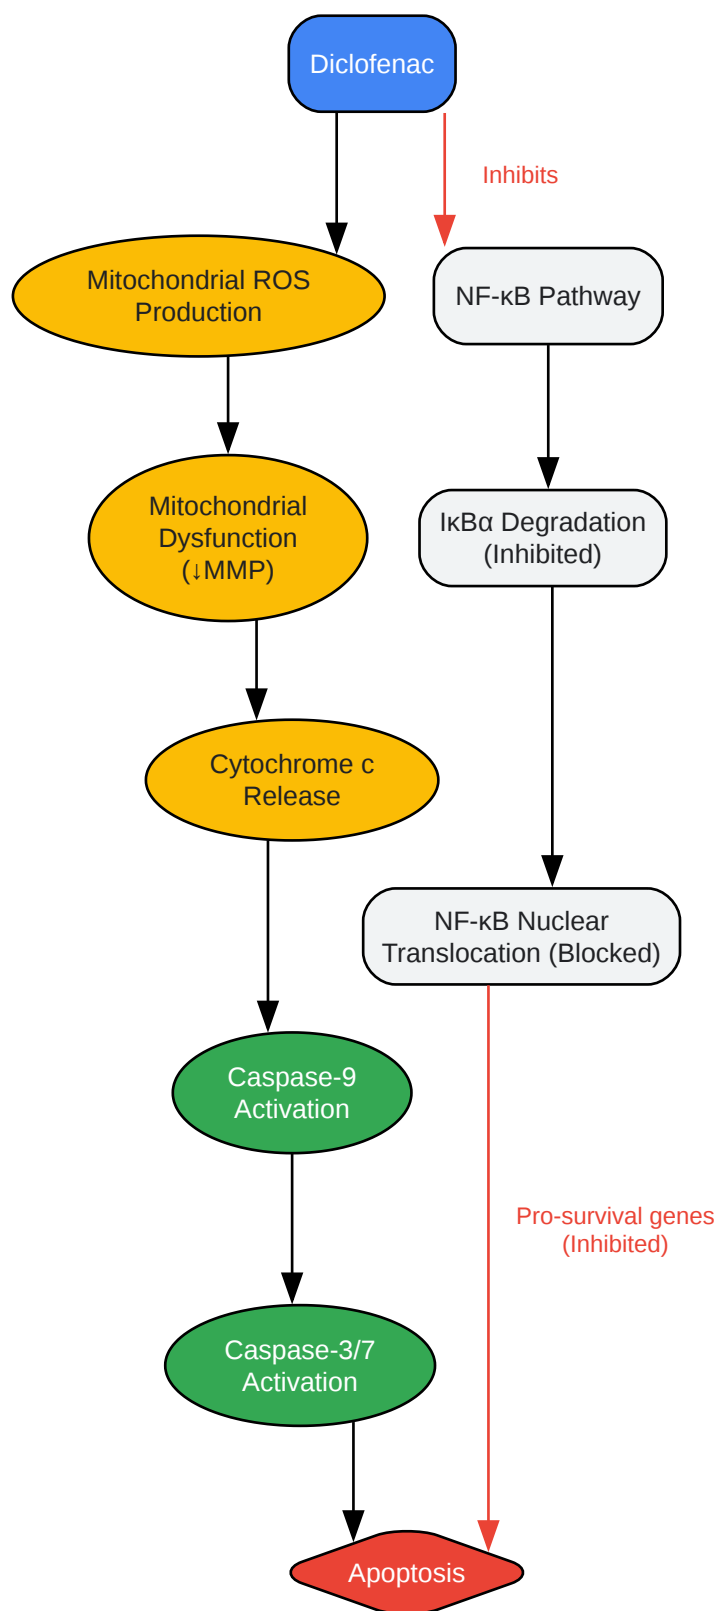 Diclofenac
Inhibits
Mitochondrial ROS
Production
NF-κB Pathway
Mitochondrial
Dysfunction
(↓MMP)
IκBα Degradation
(Inhibited)
Cytochrome c
Release
NF-κB Nuclear
Translocation (Blocked)
Caspase-9
Activation
Pro-survival genes
(Inhibited)
Caspase-3/7
Activation
Apoptosis